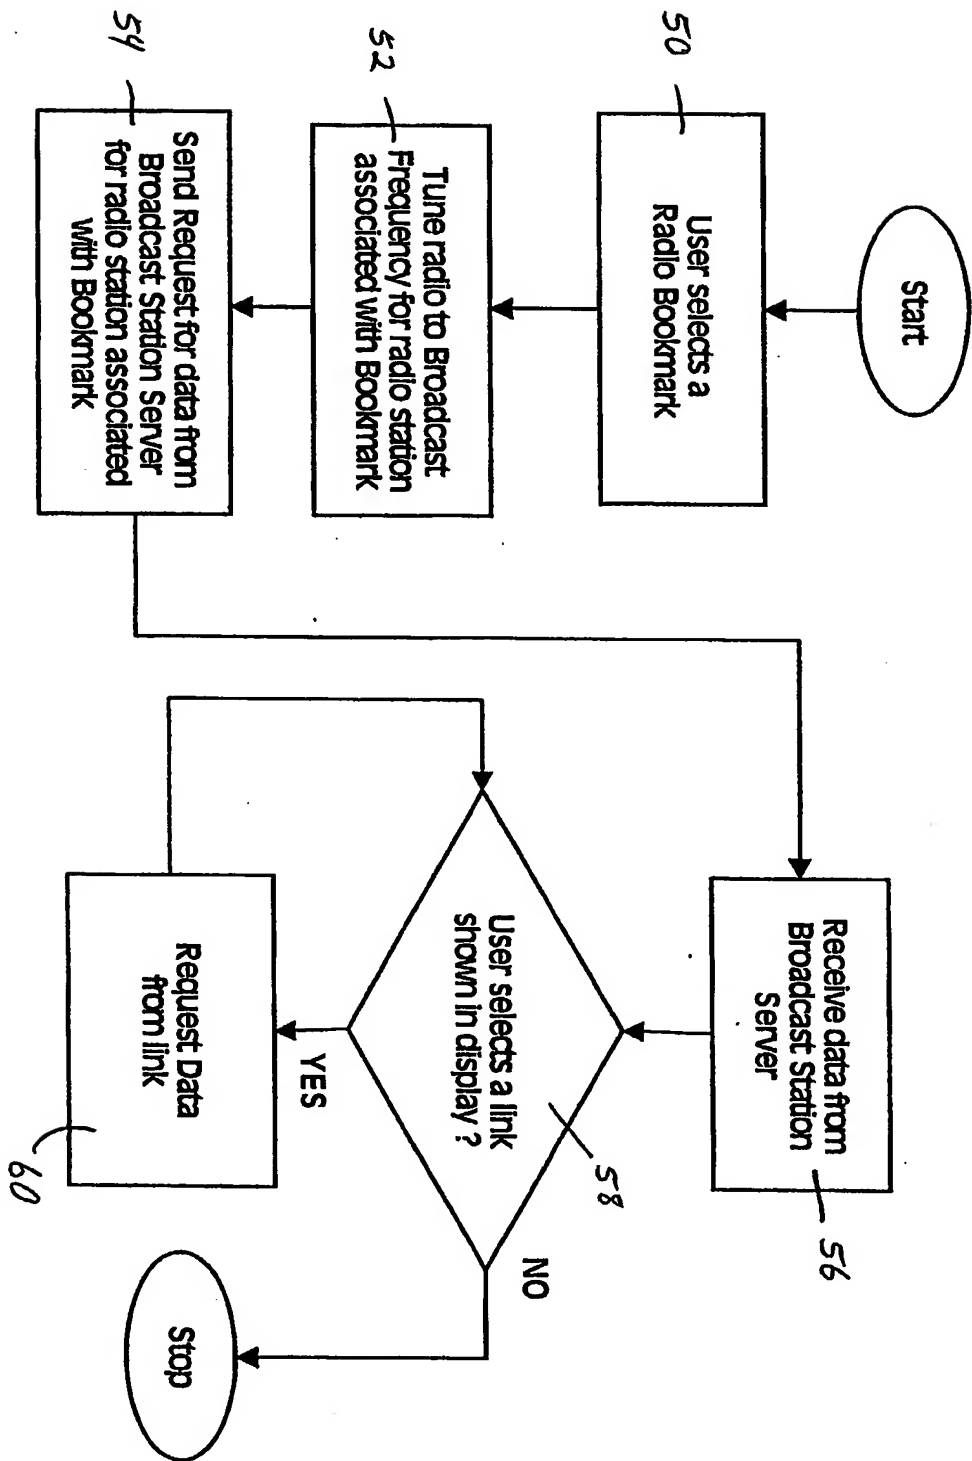 Start
50
User selects a
Radio Bookmark
52
Tune radio to Broadcast
Frequency for radio station
associated with Bookmark
54
Send Request for data from
Broadcast Station Server
for radio station associated
with Bookmark
Receive data from
Broadcast Station
Server
56
User selects a link
shown in display ?
58
NO
YES
Request Data
from link
60
Stop